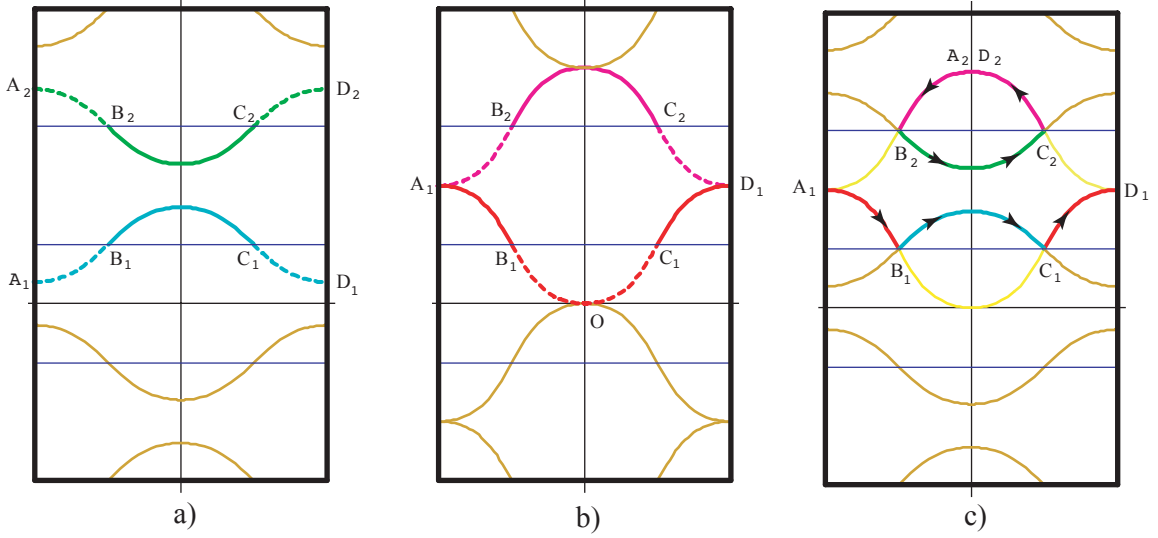 A₂ B₂ C₂ D₂
A₁ B₁ C₁ D₁
a)
B₂ C₂
A₁ D₁
B₁ C₁
O
b)
A₂ D₂
B₂ C₂
A₁ D₁
B₁ C₁
c)